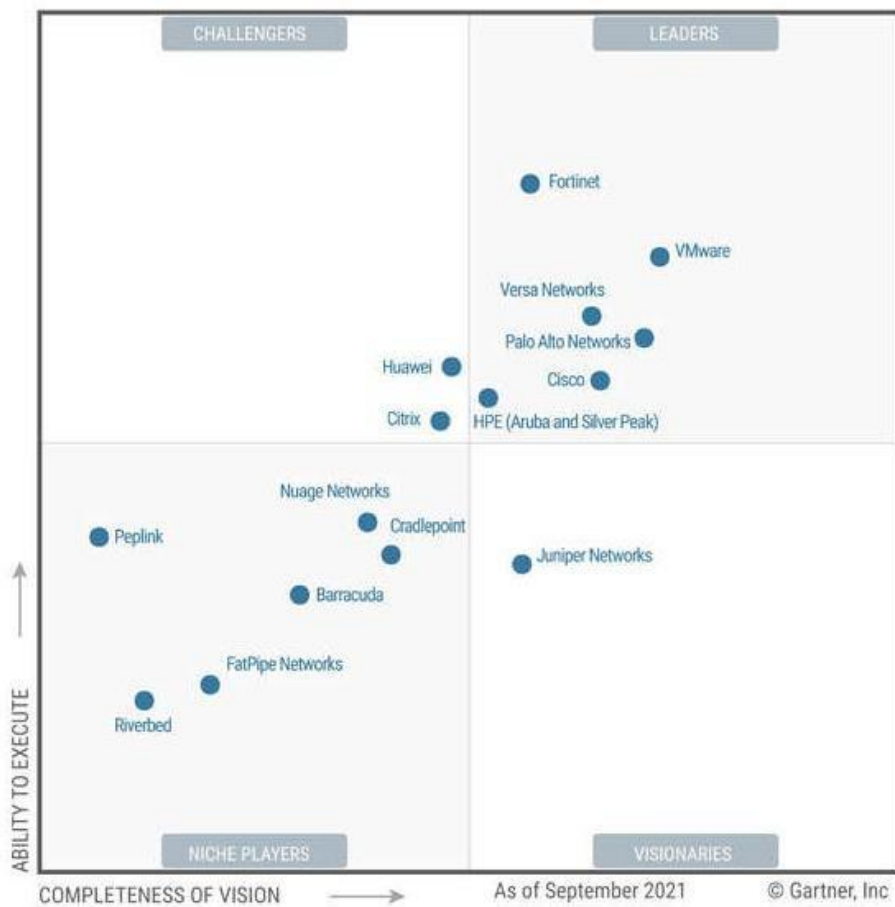 CHALLENGERS
LEADERS
Fortinet
VMware
Versa Networks
Palo Alto Networks
Huawei
Cisco
Citrix
HPE (Aruba and Silver Peak)
Nuage Networks
Cradlepoint
Peplink
Juniper Networks
Barracuda
FatPipe Networks
Riverbed
ABILITY TO EXECUTE
NICHE PLAYERS
VISIONARIES
COMPLETENESS OF VISION
As of September 2021
© Gartner, Inc